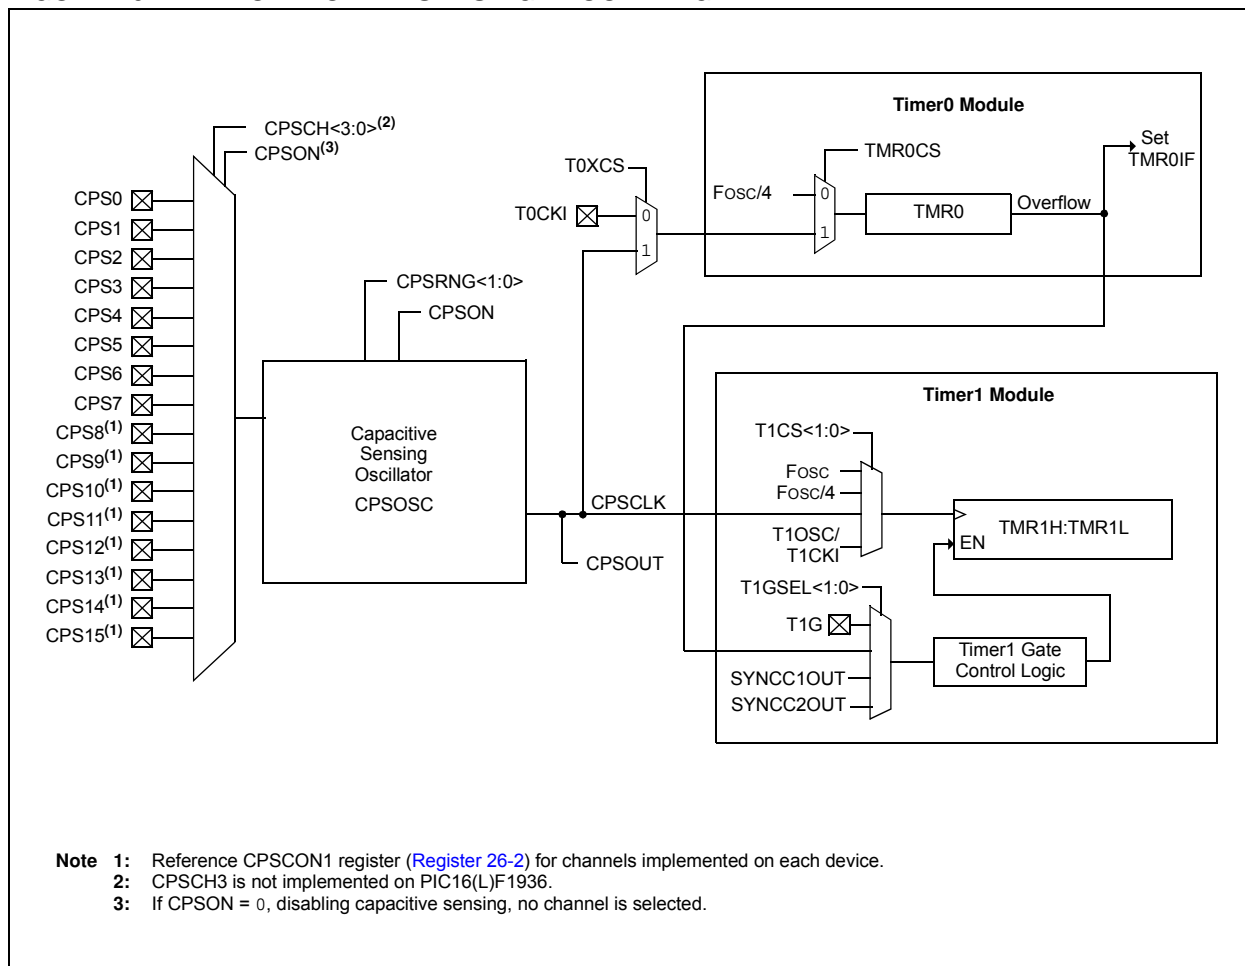 Timer0 Module
CPSCH<3:0>(2)
CPSON(3)
TMR0CS
Set
TMR0IF
T0XCS
FOSC/4
0
1
TMR0
Overflow
T0CKI
0
1
CPS0
CPS1
CPS2
CPS3
CPS4
CPS5
CPS6
CPS7
CPS8(1)
CPS9(1)
CPS10(1)
CPS11(1)
CPS12(1)
CPS13(1)
CPS14(1)
CPS15(1)
CPSRNG<1:0>
CPSON
Capacitive
Sensing
Oscillator
CPSOSC
CPSCLK
CPSOUT
Timer1 Module
T1CS<1:0>
FOSC
FOSC/4
T1OSC/
T1CKI
TMR1H:TMR1L
EN
T1GSEL<1:0>
T1G
SYNCC1OUT
SYNCC2OUT
Timer1 Gate
Control Logic
Note 1: Reference CPSCON1 register (Register 26-2) for channels implemented on each device.
2: CPSCH3 is not implemented on PIC16(L)F1936.
3: If CPSON = 0, disabling capacitive sensing, no channel is selected.